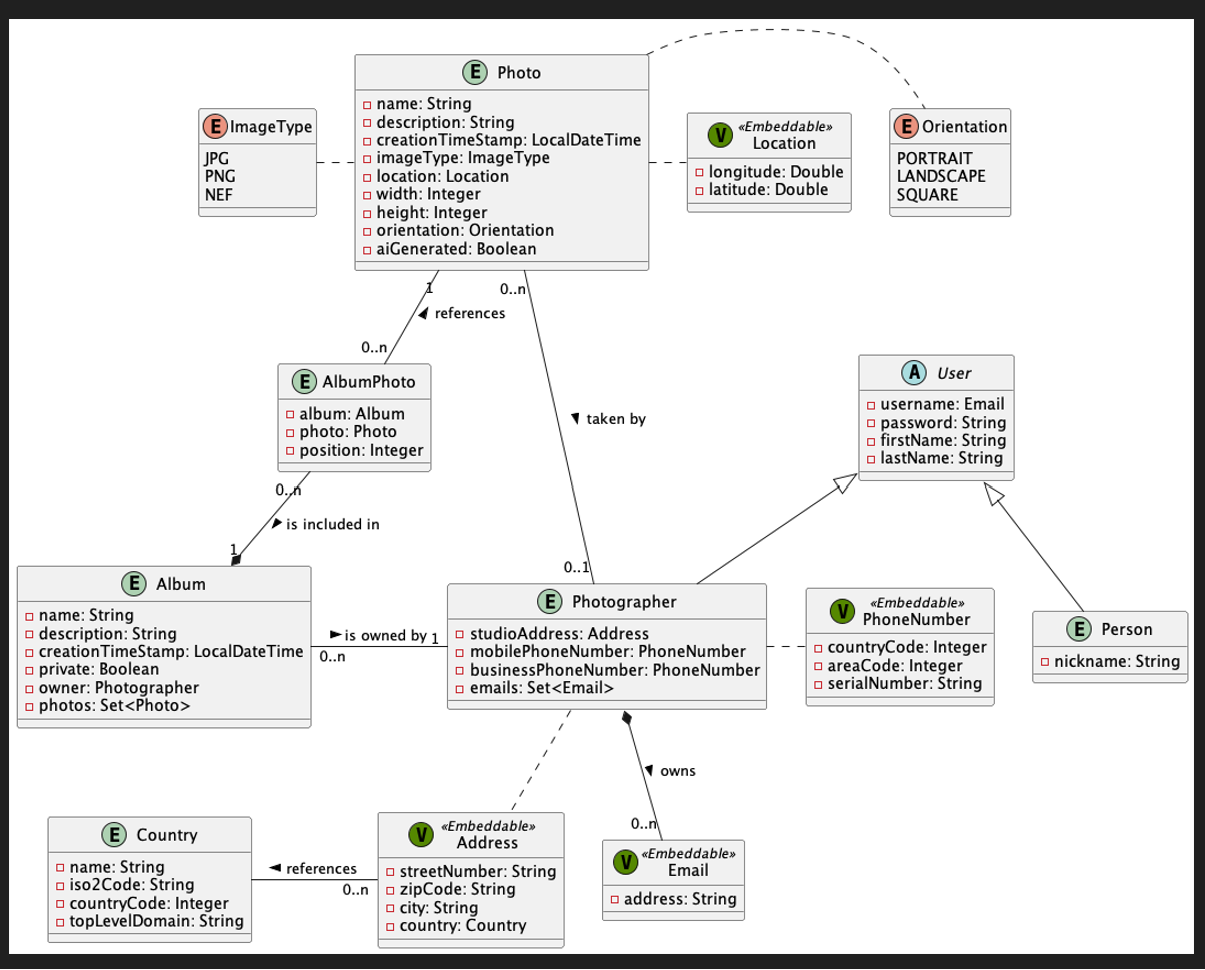 E Photo
name: String
description: String
creationTimeStamp: LocalDateTime
imageType: ImageType
location: Location
width: Integer
height: Integer
orientation: Orientation
aiGenerated: Boolean
E ImageType
JPG
PNG
NEF
V «Embeddable»
Location
longitude: Double
latitude: Double
E Orientation
PORTRAIT
LANDSCAPE
SQUARE
1
references
0..n
0..n
taken by
0..1
E AlbumPhoto
album: Album
photo: Photo
position: Integer
0..n
is included in
1
A User
username: Email
password: String
firstName: String
lastName: String
E Album
name: String
description: String
creationTimeStamp: LocalDateTime
private: Boolean
owner: Photographer
photos: Set<Photo>
is owned by 1
0..n
E Photographer
studioAddress: Address
mobilePhoneNumber: PhoneNumber
businessPhoneNumber: PhoneNumber
emails: Set<Email>
V «Embeddable»
PhoneNumber
countryCode: Integer
areaCode: Integer
serialNumber: String
E Person
nickname: String
owns
0..n
E Country
name: String
iso2Code: String
countryCode: Integer
topLevelDomain: String
references
0..n
V «Embeddable»
Address
streetNumber: String
zipCode: String
city: String
country: Country
V «Embeddable»
Email
address: String